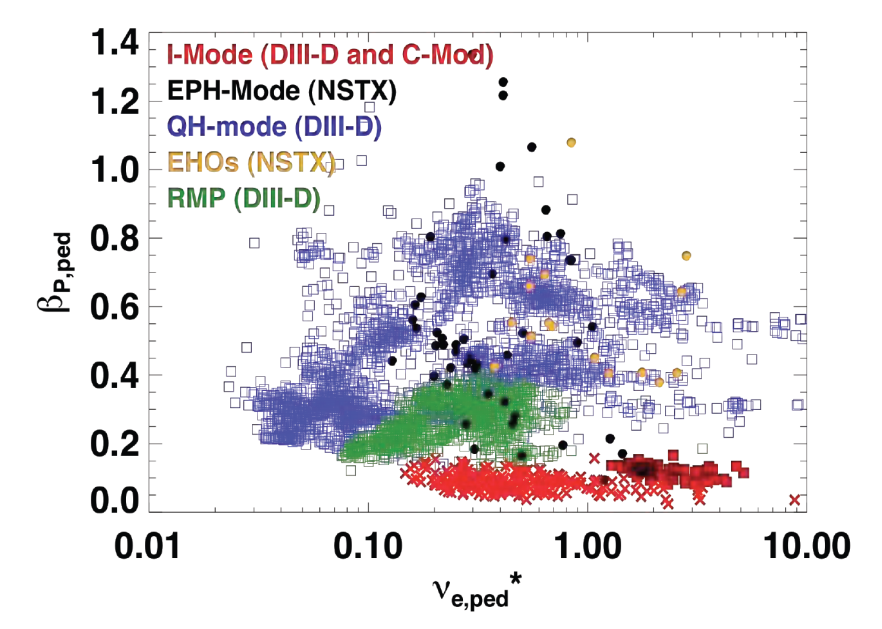 1.4
1.2
1.0
0.8
0.6
0.4
0.2
0.0
βP,ped
I-Mode (DIII-D and C-Mod)
EPH-Mode (NSTX)
QH-mode (DIII-D)
EHOs (NSTX)
RMP (DIII-D)
0.01 0.10 1.00 10.00
νe,ped*